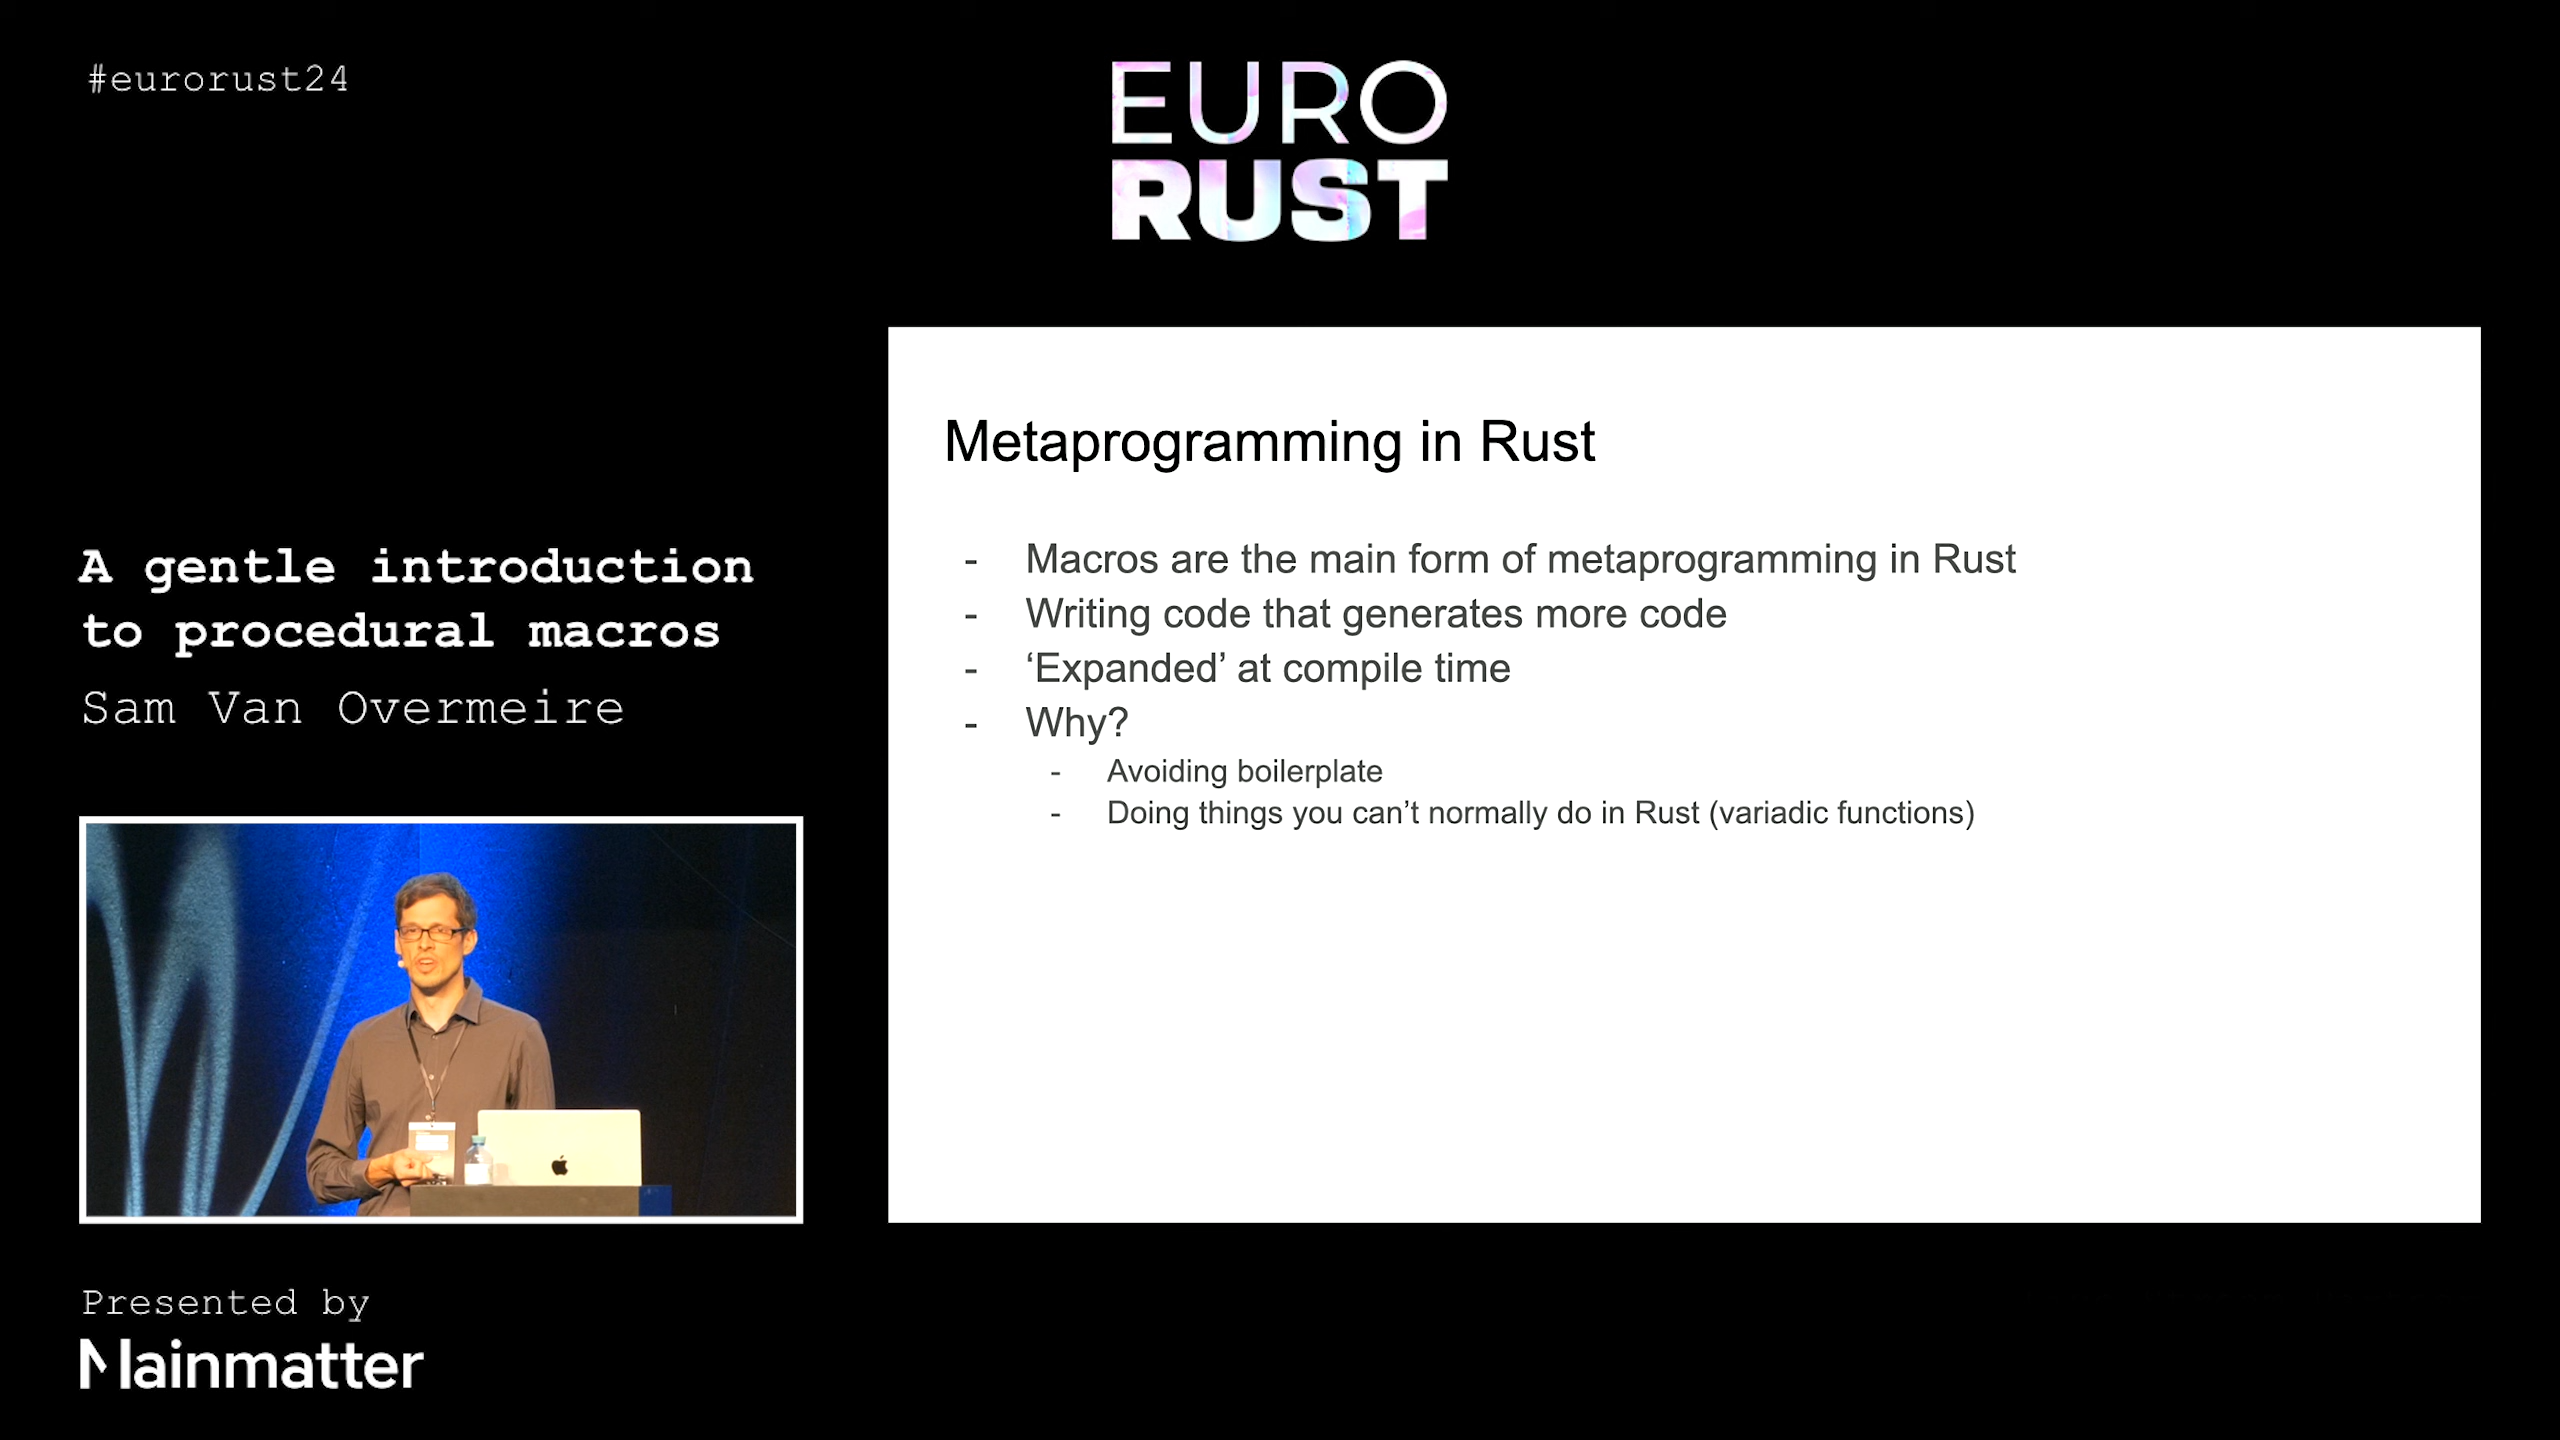 #eurorust24
EURO
RUST
A gentle introduction
to procedural macros
Sam Van Overmeire
Presented by
Mainmatter
Metaprogramming in Rust
- Macros are the main form of metaprogramming in Rust
- Writing code that generates more code
- ‘Expanded’ at compile time
- Why?
- Avoiding boilerplate
- Doing things you can’t normally do in Rust (variadic functions)